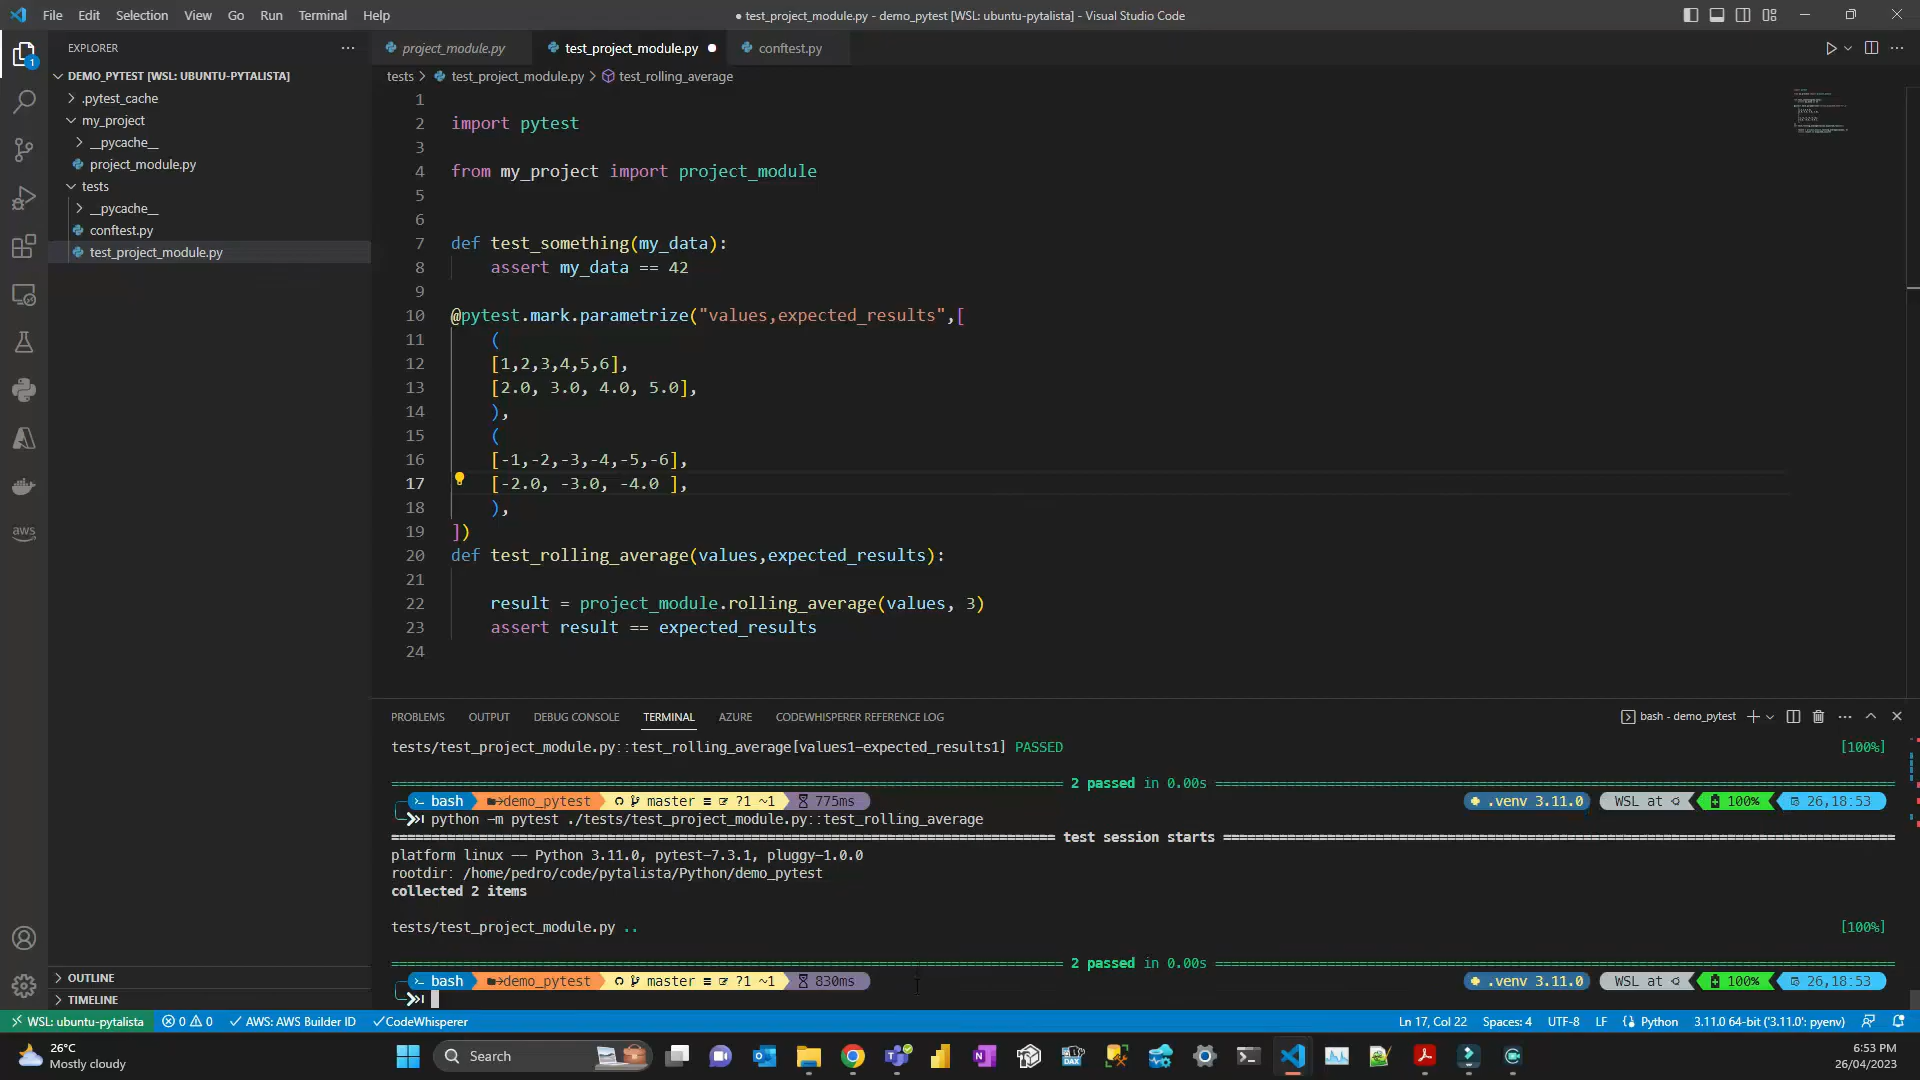 File Edit Selection View Go Run Terminal Help
● test_project_module.py - demo_pytest [WSL: ubuntu-pytalista] - Visual Studio Code
EXPLORER
project_module.py
test_project_module.py
conftest.py
DEMO_PYTEST [WSL: UBUNTU-PYTALISTA]
.pytest_cache
my_project
__pycache__
project_module.py
tests
__pycache__
conftest.py
test_project_module.py
1
tests > test_project_module.py > test_rolling_average
1
2 import pytest
3
4 from my_project import project_module
5
6
7 def test_something(my_data):
8 assert my_data == 42
9
10 @pytest.mark.parametrize("values,expected_results",[
11 (
12 [1,2,3,4,5,6],
13 [2.0, 3.0, 4.0, 5.0],
14 ),
15 (
16 [-1,-2,-3,-4,-5,-6],
17 [-2.0, -3.0, -4.0 ],
18 ),
19 ])
20 def test_rolling_average(values,expected_results):
21
22 result = project_module.rolling_average(values, 3)
23 assert result == expected_results
24
aws
PROBLEMS OUTPUT DEBUG CONSOLE TERMINAL AZURE CODEWHISPERER REFERENCE LOG
bash - demo_pytest
tests/test_project_module.py::test_rolling_average[values1-expected_results1] PASSED [100%]
2 passed in 0.00s
bash demo_pytest master ≡ ?1 ~1 775ms .venv 3.11.0 WSL at 100% 26,18:53
python -m pytest ./tests/test_project_module.py::test_rolling_average
test session starts
platform linux -- Python 3.11.0, pytest-7.3.1, pluggy-1.0.0
rootdir: /home/pedro/code/pytalista/Python/demo_pytest
collected 2 items
tests/test_project_module.py .. [100%]
2 passed in 0.00s
bash demo_pytest master ≡ ?1 ~1 830ms .venv 3.11.0 WSL at 100% 26,18:53
OUTLINE
TIMELINE
WSL: ubuntu-pytalista 0 0 AWS: AWS Builder ID CodeWhisperer Ln 17, Col 22 Spaces: 4 UTF-8 LF Python 3.11.0 64-bit ('3.11.0': pyenv)
26°C
Mostly cloudy
Search
DAX
6:53 PM
26/04/2023